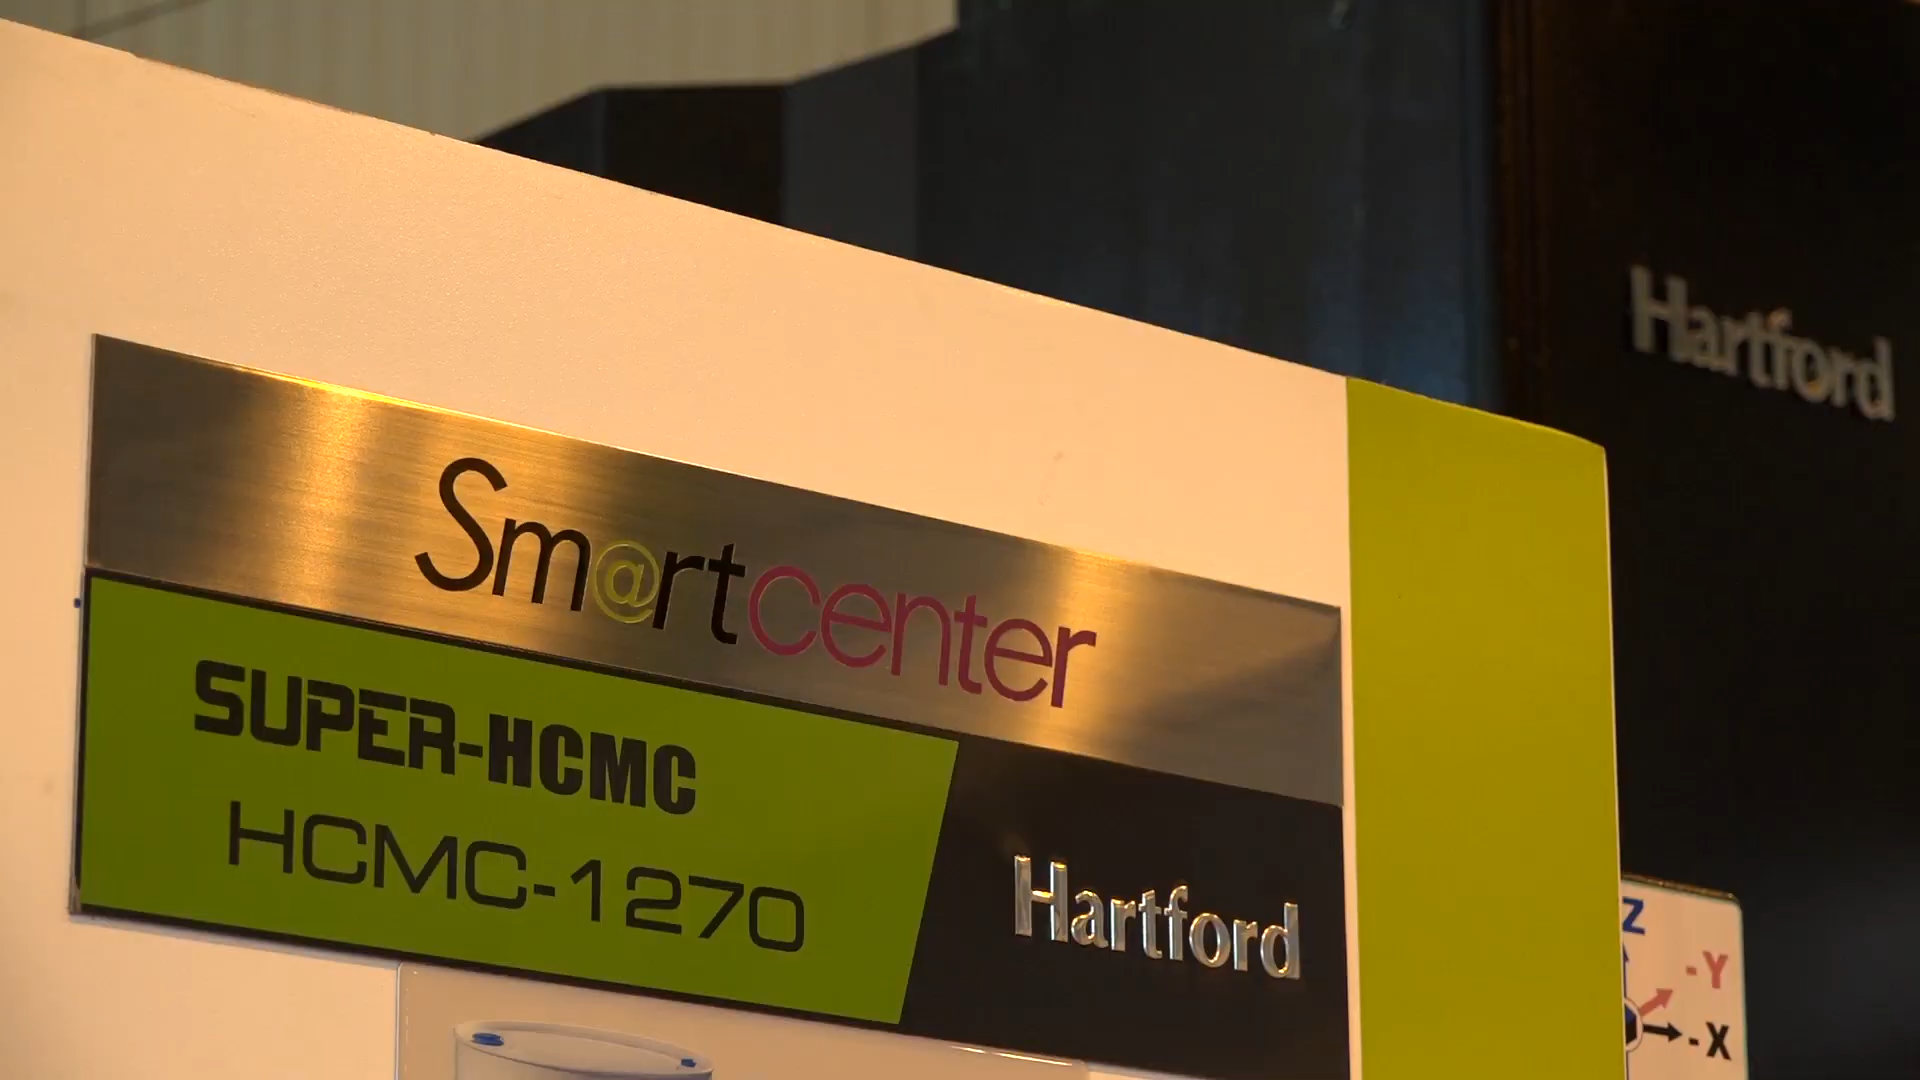 Hartford
Sm@rtcenter
SUPER-HCMC
HCMC-1270
Hartford
Z
-Y
-X